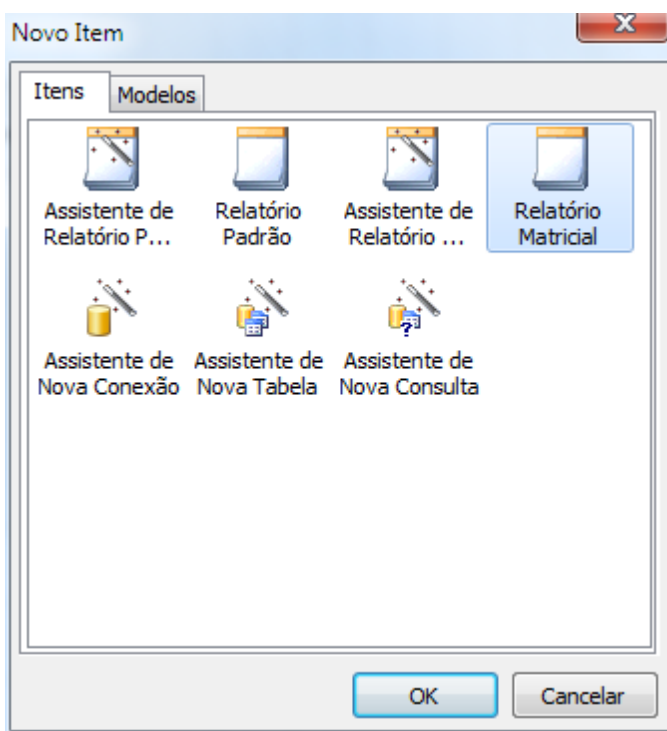 Novo Item
Itens
Modelos
Assistente de
Relatório P...
Relatório
Padrão
Assistente de
Relatório ...
Relatório
Matricial
Assistente de
Nova Conexão
Assistente de
Nova Tabela
Assistente de
Nova Consulta
OK
Cancelar